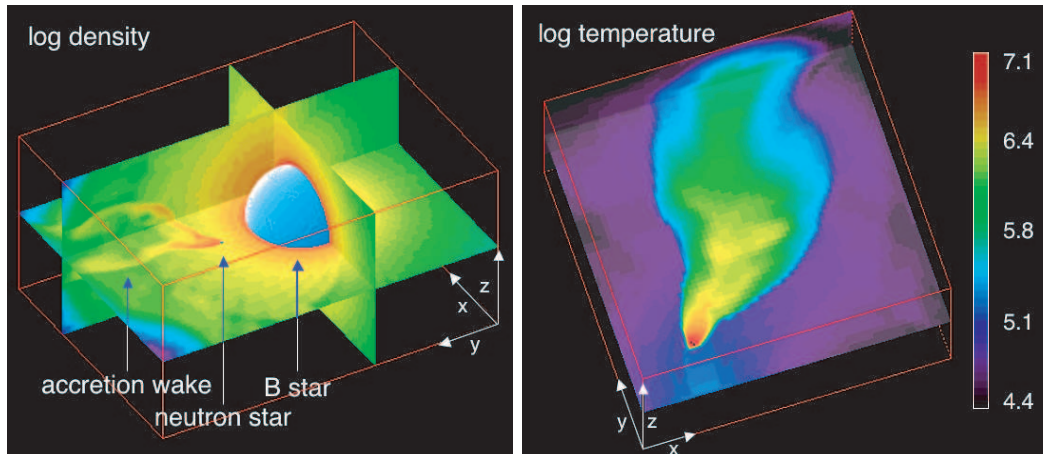 log density
accretion wake
neutron star
B star
x
y
z
log temperature
7.1
6.4
5.8
5.1
4.4
y
z
x